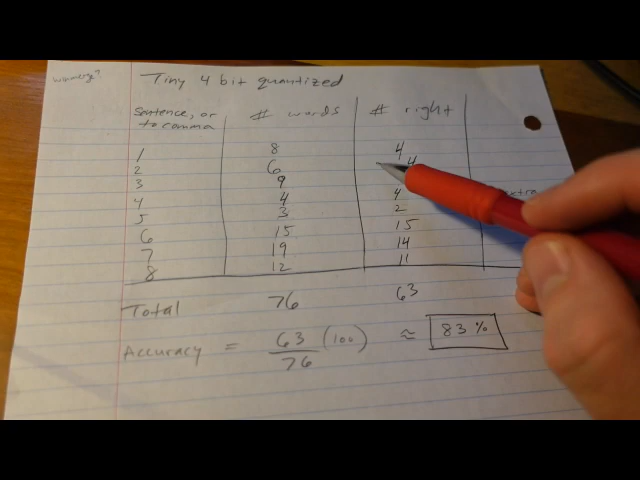 Tiny 4 bit quantized
Sentence, or to comma # words # right
1 8 4
2 6 4
3 9
4 4 4
5 3 2
6 15 15
7 19 14
8 12 11
Total 76 63
Accuracy = 63/76 (100) ≈ 83%